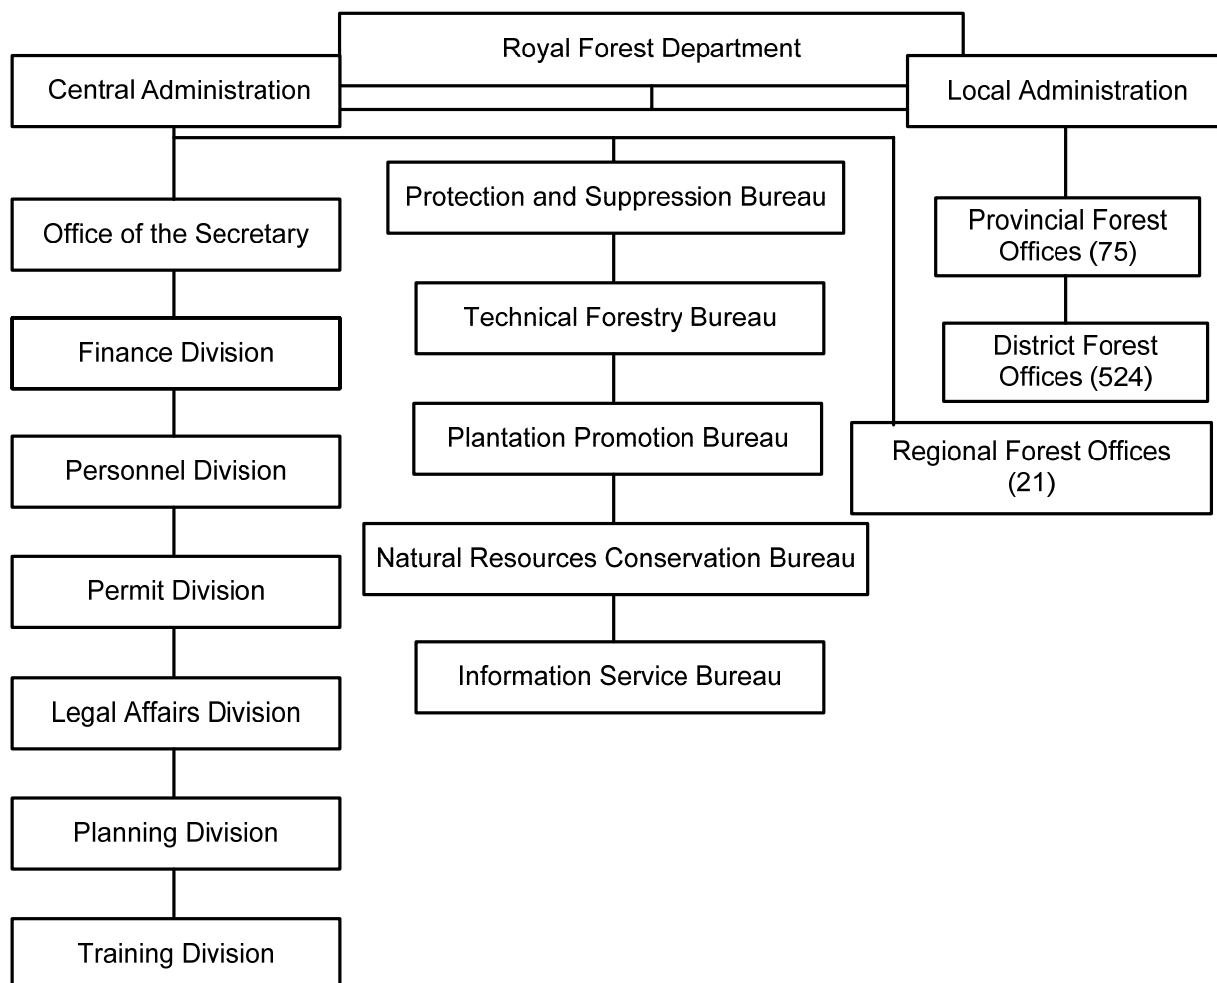 Royal Forest Department
Central Administration
Local Administration
Office of the Secretary
Finance Division
Personnel Division
Permit Division
Legal Affairs Division
Planning Division
Training Division
Protection and Suppression Bureau
Technical Forestry Bureau
Plantation Promotion Bureau
Natural Resources Conservation Bureau
Information Service Bureau
Regional Forest Offices
(21)
Provincial Forest
Offices (75)
District Forest
Offices (524)